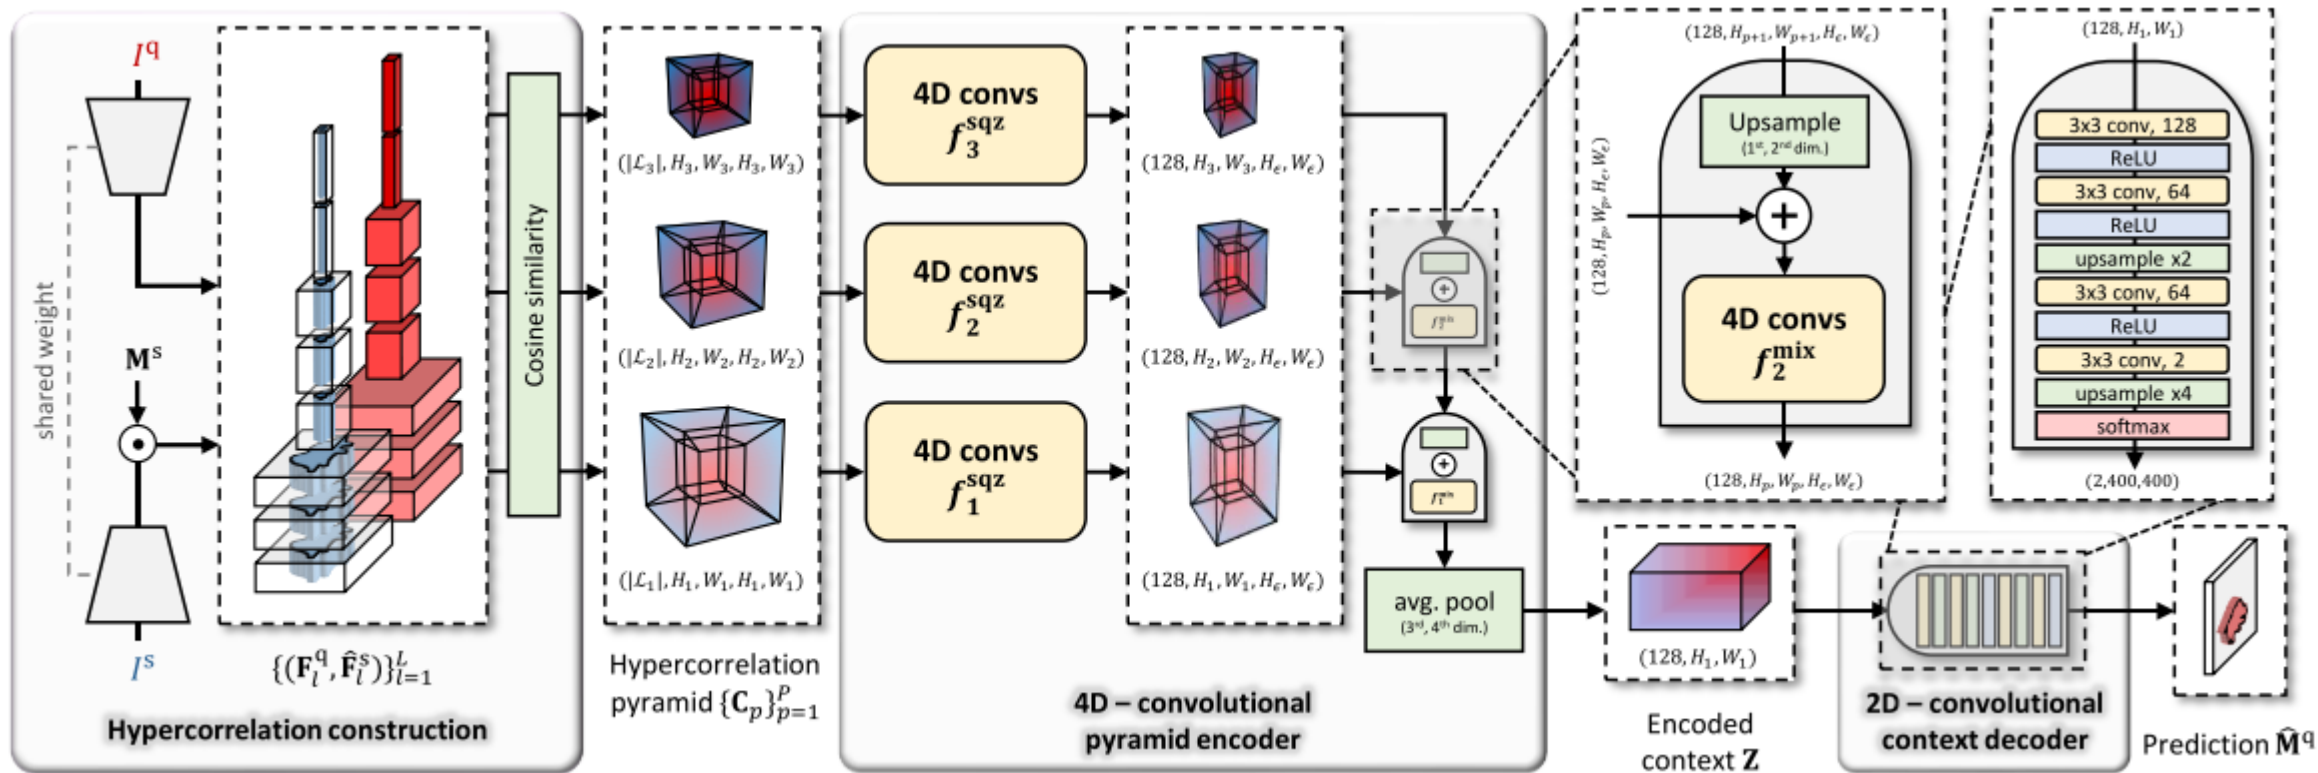 I^q
shared weight
M^s
I^s
{(F_l^q, F̂_l^s)}_{l=1}^L
Hypercorrelation construction
Cosine similarity
(|ℒ_3|, H_3, W_3, H_3, W_3)
(|ℒ_2|, H_2, W_2, H_2, W_2)
(|ℒ_1|, H_1, W_1, H_1, W_1)
Hypercorrelation
pyramid {C_p}_{p=1}^P
4D convs
f_3^sqz
4D convs
f_2^sqz
4D convs
f_1^sqz
(128, H_3, W_3, H_ϵ, W_ϵ)
(128, H_2, W_2, H_ϵ, W_ϵ)
(128, H_1, W_1, H_ϵ, W_ϵ)
f_2^mix
f_1^mix
avg. pool
(3rd, 4th dim.)
4D – convolutional
pyramid encoder
(128, H_{p+1}, W_{p+1}, H_ϵ, W_ϵ)
Upsample
(1st, 2nd dim.)
(128, H_p, W_p, H_ϵ, W_ϵ)
4D convs
f_2^mix
(128, H_p, W_p, H_ϵ, W_ϵ)
(128, H_1, W_1)
3x3 conv, 128
ReLU
3x3 conv, 64
ReLU
upsample x2
3x3 conv, 64
ReLU
3x3 conv, 2
upsample x4
softmax
(2,400,400)
(128, H_1, W_1)
Encoded
context Z
2D – convolutional
context decoder
Prediction M̂^q